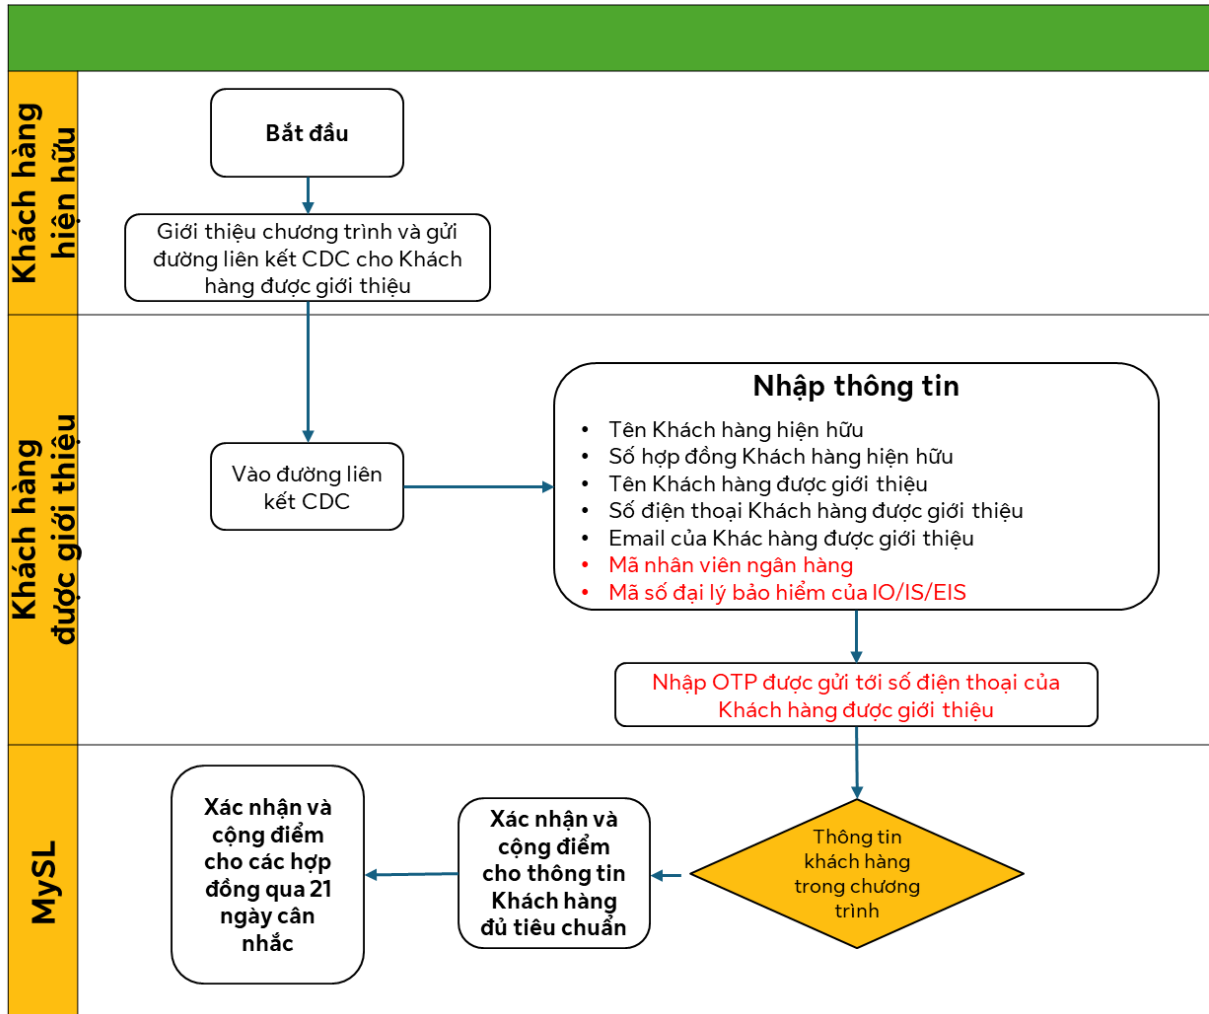 Khách hàng
hiện hữu
Bắt đầu
Giới thiệu chương trình và gửi
đường liên kết CDC cho Khách
hàng được giới thiệu
Khách hàng
được giới thiệu
Vào đường liên
kết CDC
Nhập thông tin
• Tên Khách hàng hiện hữu
• Số hợp đồng Khách hàng hiện hữu
• Tên Khách hàng được giới thiệu
• Số điện thoại Khách hàng được giới thiệu
• Email của Khác hàng được giới thiệu
• Mã nhân viên ngân hàng
• Mã số đại lý bảo hiểm của IO/IS/EIS
Nhập OTP được gửi tới số điện thoại của
Khách hàng được giới thiệu
MySL
Thông tin
khách hàng
trong chương
trình
Xác nhận và
cộng điểm
cho thông tin
Khách hàng
đủ tiêu chuẩn
Xác nhận và
cộng điểm
cho các hợp
đồng qua 21
ngày cân
nhắc